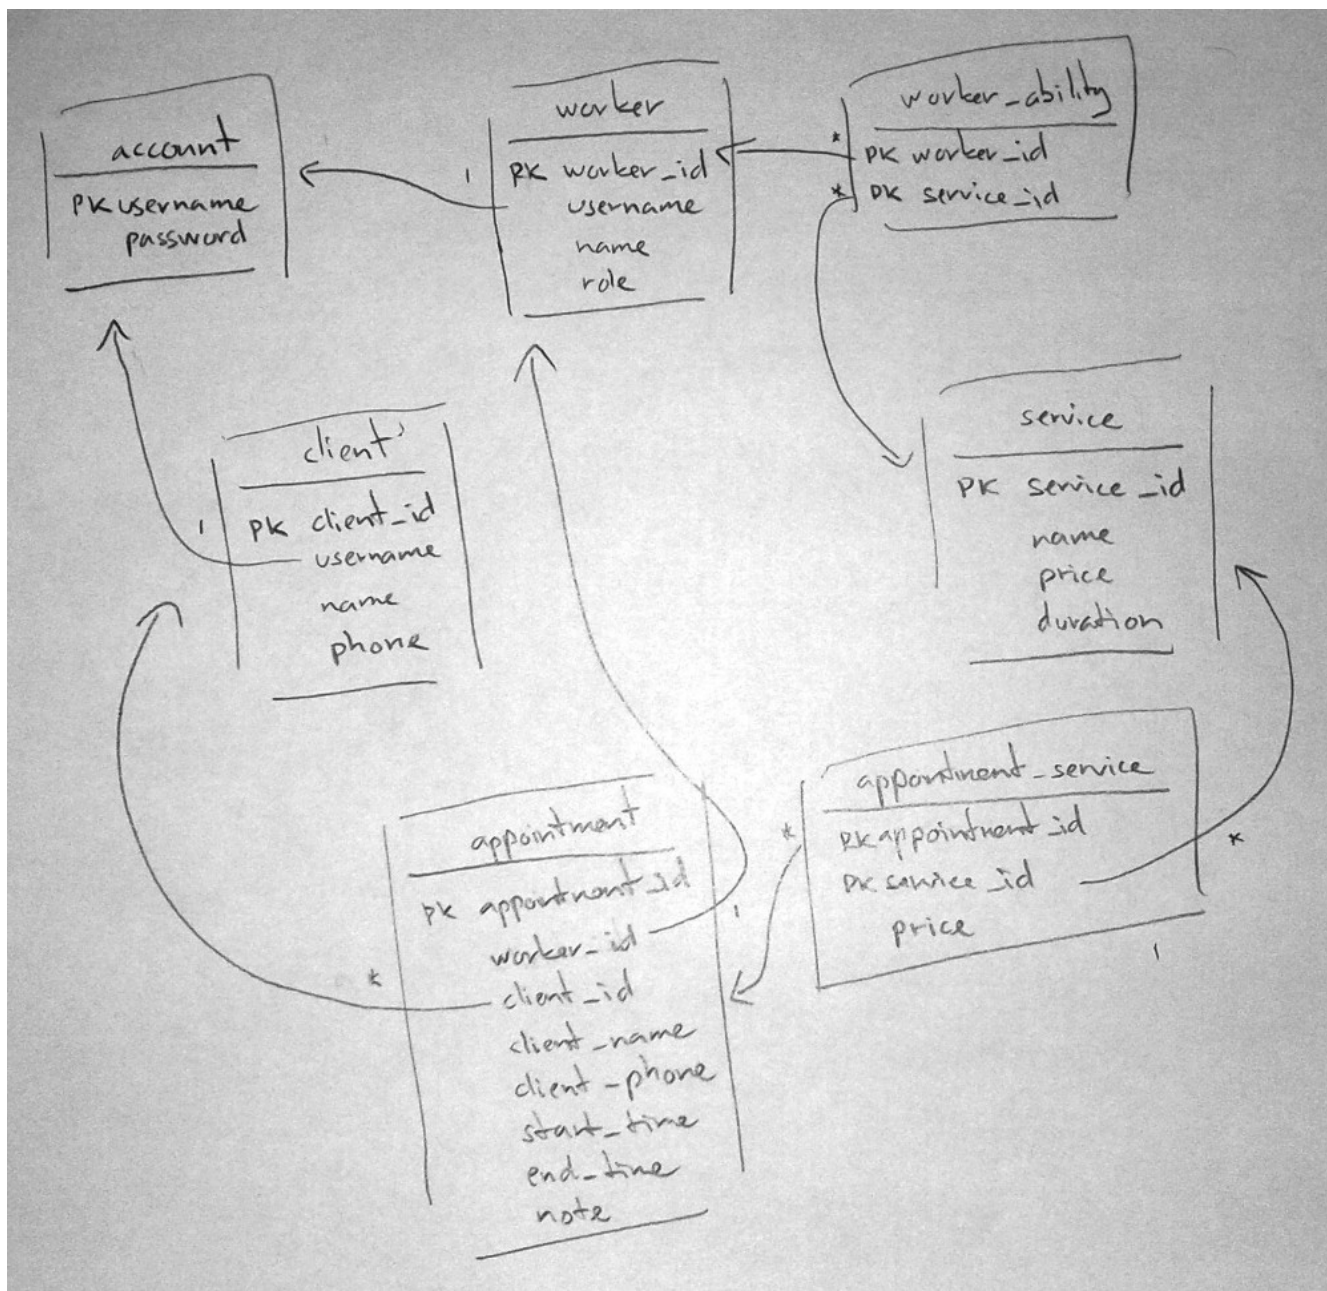 account
PK username
password
worker
PK worker_id
username
name
role
worker_ability
PK worker_id
PK service_id
*
*
1
client
PK client_id
username
name
phone
1
service
PK service_id
name
price
duration
appointment
PK appointment_id
worker_id
client_id
client_name
client_phone
start_time
end_time
note
*
1
appointment_service
PK appointment_id
PK service_id
price
*
*
1